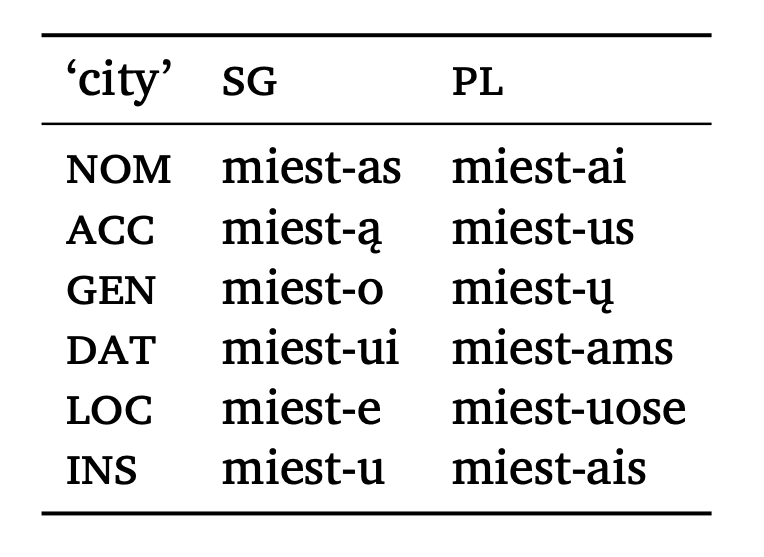 ‘city’ SG PL
NOM miest-as miest-ai
ACC miest-ą miest-us
GEN miest-o miest-ų
DAT miest-ui miest-ams
LOC miest-e miest-uose
INS miest-u miest-ais